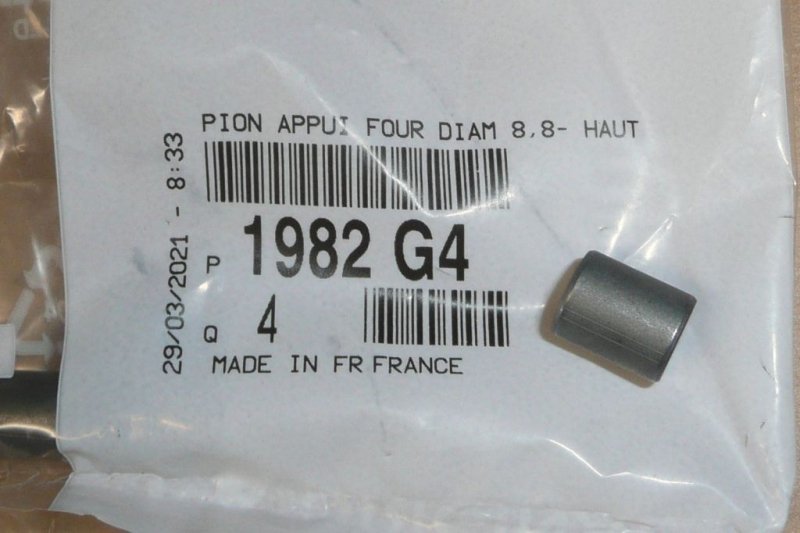 PION APPUI FOUR DIAM 8,8- HAUT
P 1982 G4
Q 4
MADE IN FR FRANCE
29/03/2021 - 8:33